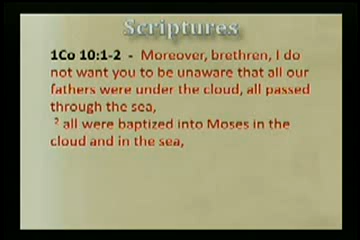 Scriptures
1Co 10:1-2 - Moreover, brethren, I do
not want you to be unaware that all our
fathers were under the cloud, all passed
through the sea,
2 all were baptized into Moses in the
cloud and in the sea,